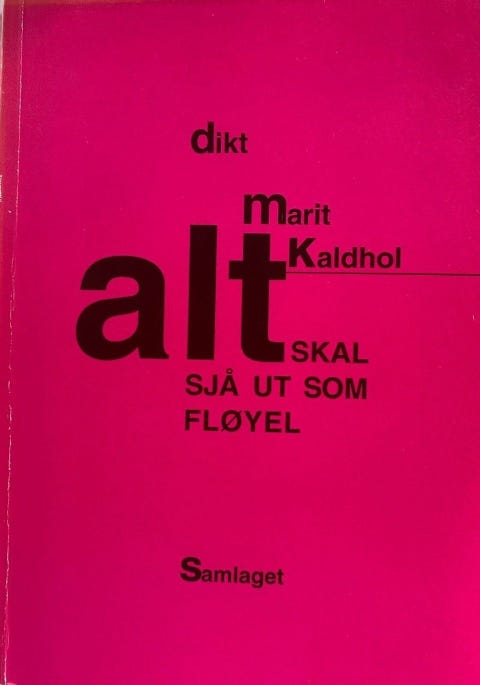 dikt
marit
Kaldhol
alt SKAL
SJÅ UT SOM
FLØYEL
Samlaget